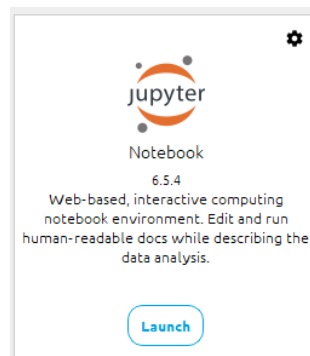 jupyter
Notebook
6.5.4
Web-based, interactive computing
notebook environment. Edit and run
human-readable docs while describing the
data analysis.
Launch